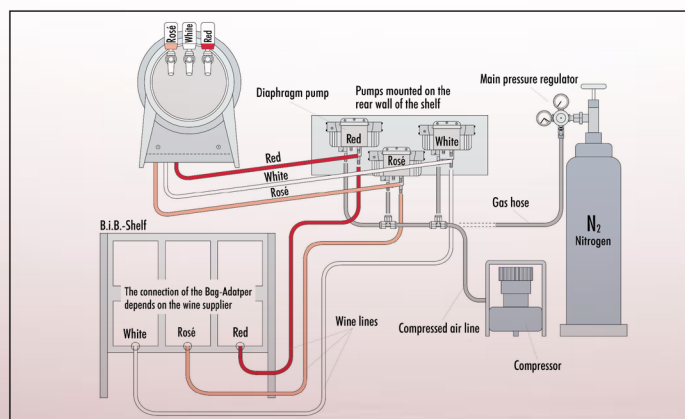 Rosé
White
Red
Diaphragm pump
Pumps mounted on the
rear wall of the shelf
Main pressure regulator
Red
Rosé
White
Red
White
Rosé
Gas hose
N2
Nitrogen
B.i.B.-Shelf
The connection of the Bag-Adatper
depends on the wine supplier
White
Rosé
Red
Wine lines
Compressed air line
Compressor